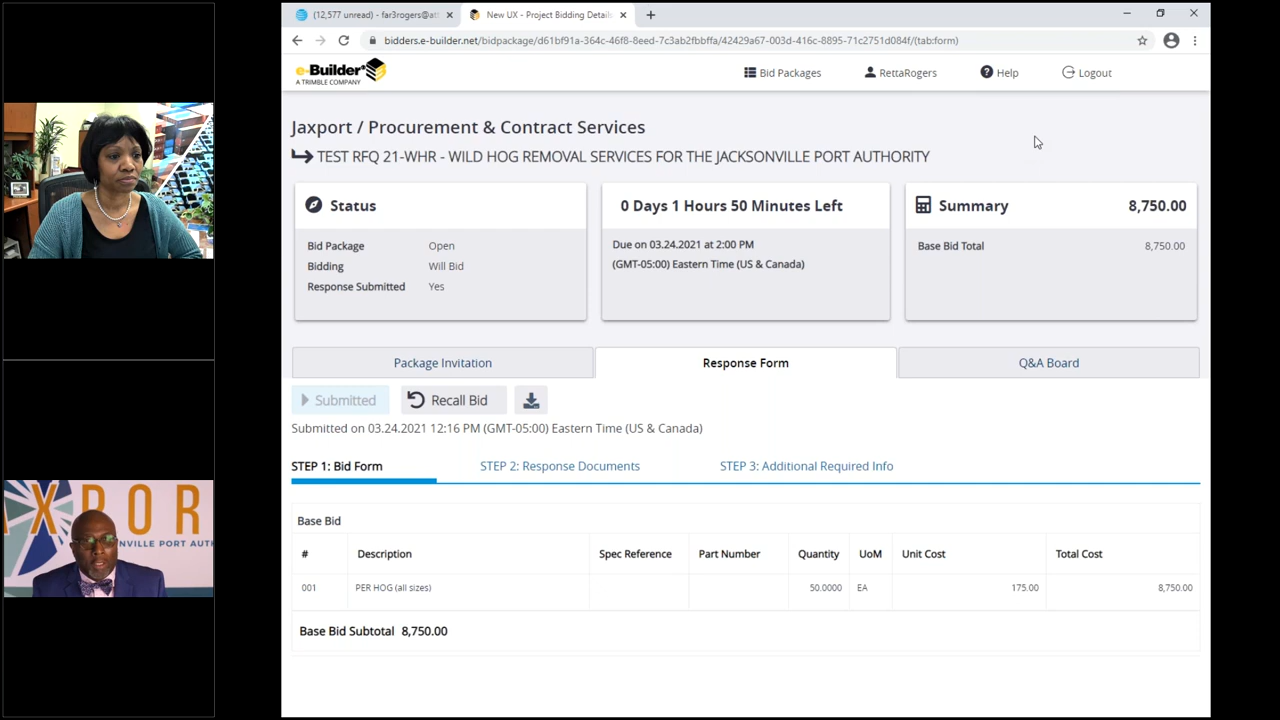 (12,577 unread) - far3rogers@att
New UX - Project Bidding Details
bidders.e-builder.net/bidpackage/d61bf91a-364c-46f8-8eed-7c3ab2fbbffa/42429a67-003d-416c-8895-71c2751d084f/(tab:form)
e-Builder®
A TRIMBLE COMPANY
Bid Packages
RettaRogers
Help
Logout
Jaxport / Procurement & Contract Services
TEST RFQ 21-WHR - WILD HOG REMOVAL SERVICES FOR THE JACKSONVILLE PORT AUTHORITY
Status
Bid Package Open
Bidding Will Bid
Response Submitted Yes
0 Days 1 Hours 50 Minutes Left
Due on 03.24.2021 at 2:00 PM
(GMT-05:00) Eastern Time (US & Canada)
Summary 8,750.00
Base Bid Total 8,750.00
Package Invitation
Response Form
Q&A Board
Submitted
Recall Bid
Submitted on 03.24.2021 12:16 PM (GMT-05:00) Eastern Time (US & Canada)
STEP 1: Bid Form
STEP 2: Response Documents
STEP 3: Additional Required Info
Base Bid
# Description Spec Reference Part Number Quantity UoM Unit Cost Total Cost
001 PER HOG (all sizes) 50.0000 EA 175.00 8,750.00
Base Bid Subtotal 8,750.00
AXPOR
ONVILLE PORT AUTH